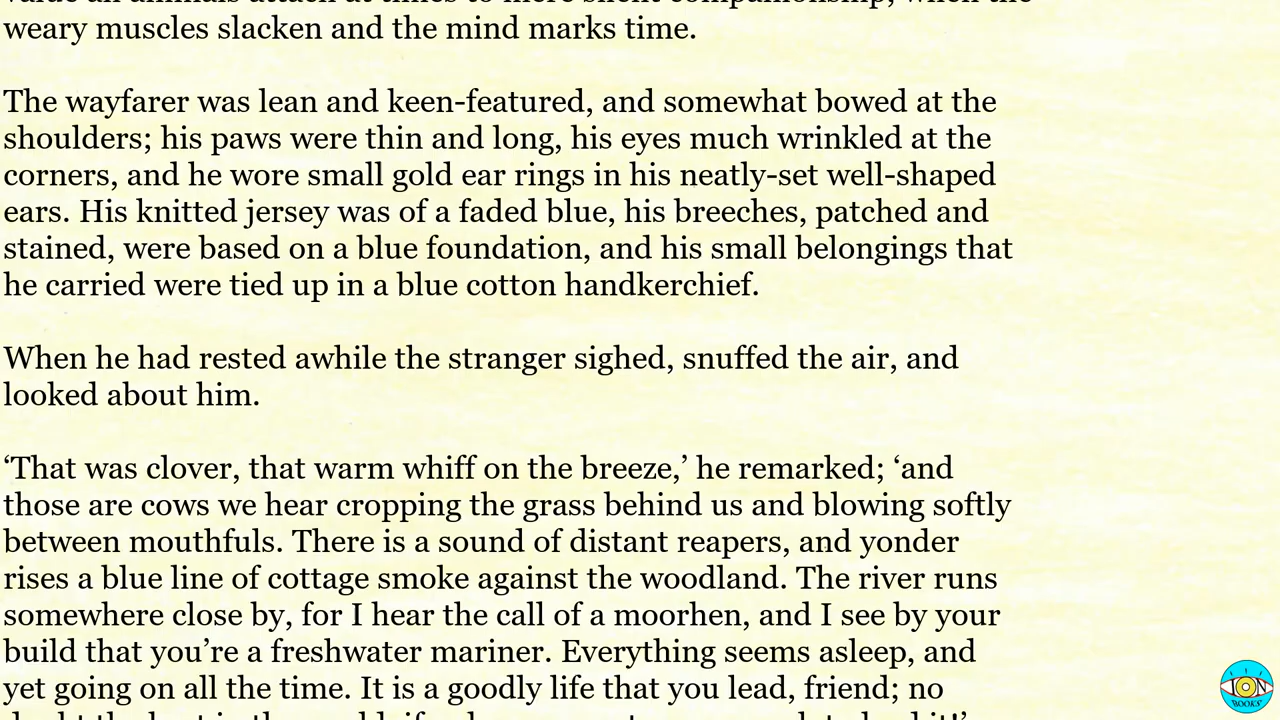 weary muscles slacken and the mind marks time.
The wayfarer was lean and keen-featured, and somewhat bowed at the
shoulders; his paws were thin and long, his eyes much wrinkled at the
corners, and he wore small gold ear rings in his neatly-set well-shaped
ears. His knitted jersey was of a faded blue, his breeches, patched and
stained, were based on a blue foundation, and his small belongings that
he carried were tied up in a blue cotton handkerchief.
When he had rested awhile the stranger sighed, snuffed the air, and
looked about him.
‘That was clover, that warm whiff on the breeze,’ he remarked; ‘and
those are cows we hear cropping the grass behind us and blowing softly
between mouthfuls. There is a sound of distant reapers, and yonder
rises a blue line of cottage smoke against the woodland. The river runs
somewhere close by, for I hear the call of a moorhen, and I see by your
build that you’re a freshwater mariner. Everything seems asleep, and
yet going on all the time. It is a goodly life that you lead, friend; no
ION
BOOKS